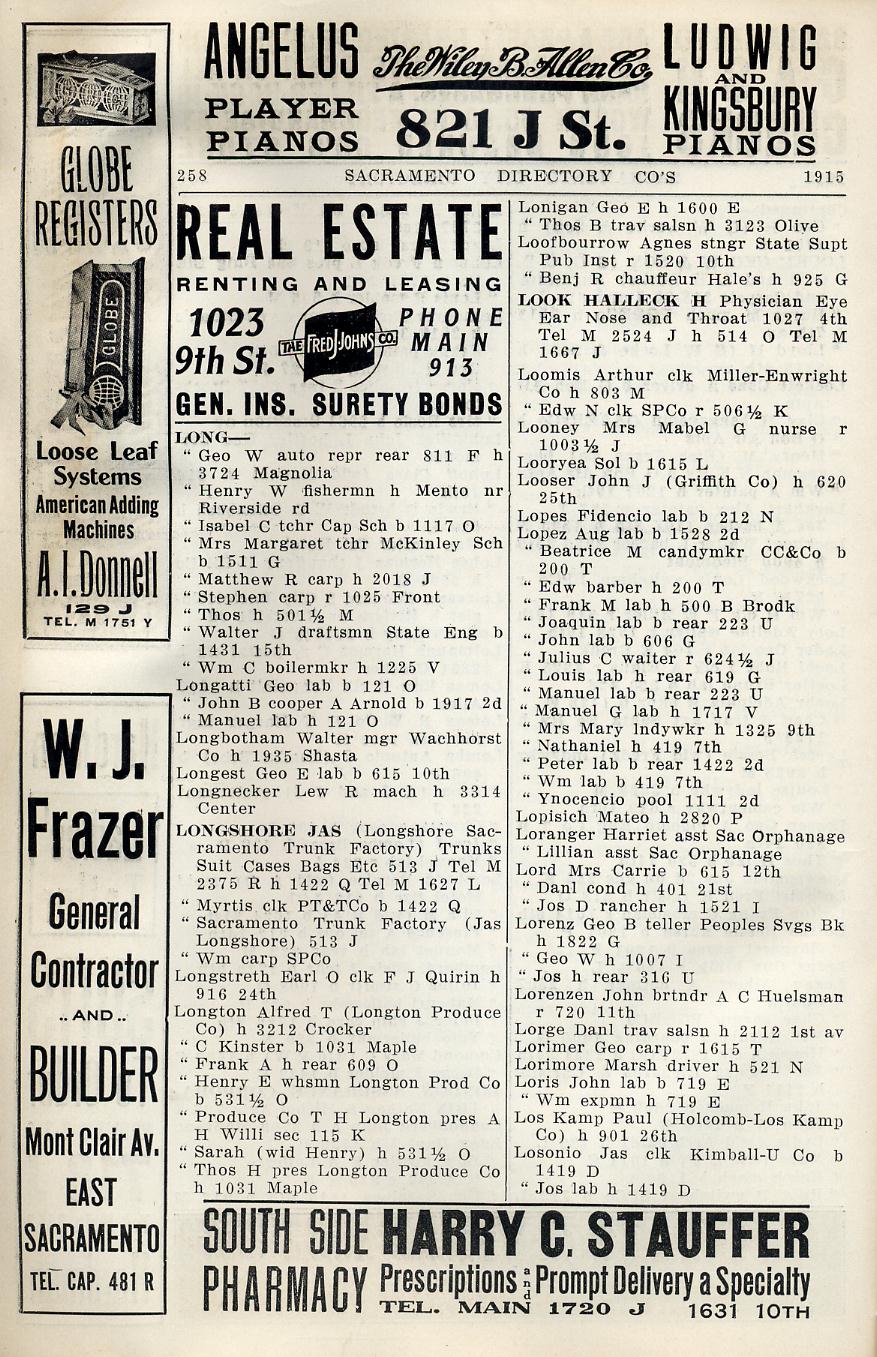 ANGELUS
PLAYER
PIANOS
The Wiley B. Allen Co.
821 J St.
LUDWIG
AND
KINGSBURY
PIANOS
258 SACRAMENTO DIRECTORY CO'S 1915
GLOBE
REGISTERS
GLOBE
Loose Leaf
Systems
American Adding
Machines
A. I. Donnell
129 J
TEL. M 1751 Y
W. J.
Frazer
General
Contractor
.. AND ..
BUILDER
Mont Clair Av.
EAST
SACRAMENTO
TEL. CAP. 481 R
REAL ESTATE
RENTING AND LEASING
1023
9th St.
THE FRED J. JOHNS CO.
PHONE
MAIN
913
GEN. INS. SURETY BONDS
LONG—
" Geo W auto repr rear 811 F h
3724 Magnolia
" Henry W fishermn h Mento nr
Riverside rd
" Isabel C tchr Cap Sch b 1117 O
" Mrs Margaret tchr McKinley Sch
b 1511 G
" Matthew R carp h 2018 J
" Stephen carp r 1025 Front
" Thos h 501½ M
" Walter J draftsmn State Eng b
1431 15th
" Wm C boilermkr h 1225 V
Longatti Geo lab b 121 O
" John B cooper A Arnold b 1917 2d
" Manuel lab h 121 O
Longbotham Walter mgr Wachhorst
Co h 1935 Shasta
Longest Geo E lab b 615 10th
Longnecker Lew R mach h 3314
Center
LONGSHORE JAS (Longshore Sac-
ramento Trunk Factory) Trunks
Suit Cases Bags Etc 513 J Tel M
2375 R h 1422 Q Tel M 1627 L
" Myrtis clk PT&TCo b 1422 Q
" Sacramento Trunk Factory (Jas
Longshore) 513 J
" Wm carp SPCo
Longstreth Earl O clk F J Quirin h
916 24th
Longton Alfred T (Longton Produce
Co) h 3212 Crocker
" C Kinster b 1031 Maple
" Frank A h rear 609 O
" Henry E whsmn Longton Prod Co
b 531½ O
" Produce Co T H Longton pres A
H Willi sec 115 K
" Sarah (wid Henry) h 531½ O
" Thos H pres Longton Produce Co
h 1031 Maple
Lonigan Geo E h 1600 E
" Thos B trav salsn h 3123 Olive
Loofbourrow Agnes stngr State Supt
Pub Inst r 1520 10th
" Benj R chauffeur Hale's h 925 G
LOOK HALLECK H Physician Eye
Ear Nose and Throat 1027 4th
Tel M 2524 J h 514 O Tel M
1667 J
Loomis Arthur clk Miller-Enwright
Co h 803 M
" Edw N clk SPCo r 506½ K
Looney Mrs Mabel G nurse r
1003½ J
Looryea Sol b 1615 L
Looser John J (Griffith Co) h 620
25th
Lopes Fidencio lab b 212 N
Lopez Aug lab b 1528 2d
" Beatrice M candymkr CC&Co b
200 T
" Edw barber h 200 T
" Frank M lab h 500 B Brodk
" Joaquin lab b rear 223 U
" John lab b 606 G
" Julius C waiter r 624½ J
" Louis lab h rear 619 G
" Manuel lab b rear 223 U
" Manuel G lab h 1717 V
" Mrs Mary lndywkr h 1325 9th
" Nathaniel h 419 7th
" Peter lab b rear 1422 2d
" Wm lab b 419 7th
" Ynocencio pool 1111 2d
Lopisich Mateo h 2820 P
Loranger Harriet asst Sac Orphanage
" Lillian asst Sac Orphanage
Lord Mrs Carrie b 615 12th
" Danl cond h 401 21st
" Jos D rancher h 1521 I
Lorenz Geo B teller Peoples Svgs Bk
h 1822 G
" Geo W h 1007 I
" Jos h rear 316 U
Lorenzen John brtndr A C Huelsman
r 720 11th
Lorge Danl trav salsn h 2112 1st av
Lorimer Geo carp r 1615 T
Lorimore Marsh driver h 521 N
Loris John lab b 719 E
" Wm expmn h 719 E
Los Kamp Paul (Holcomb-Los Kamp
Co) h 901 26th
Losonio Jas clk Kimball-U Co b
1419 D
" Jos lab h 1419 D
SOUTH SIDE
PHARMACY
HARRY C. STAUFFER
Prescriptions and Prompt Delivery a Specialty
TEL. MAIN 1720 J 1631 10TH